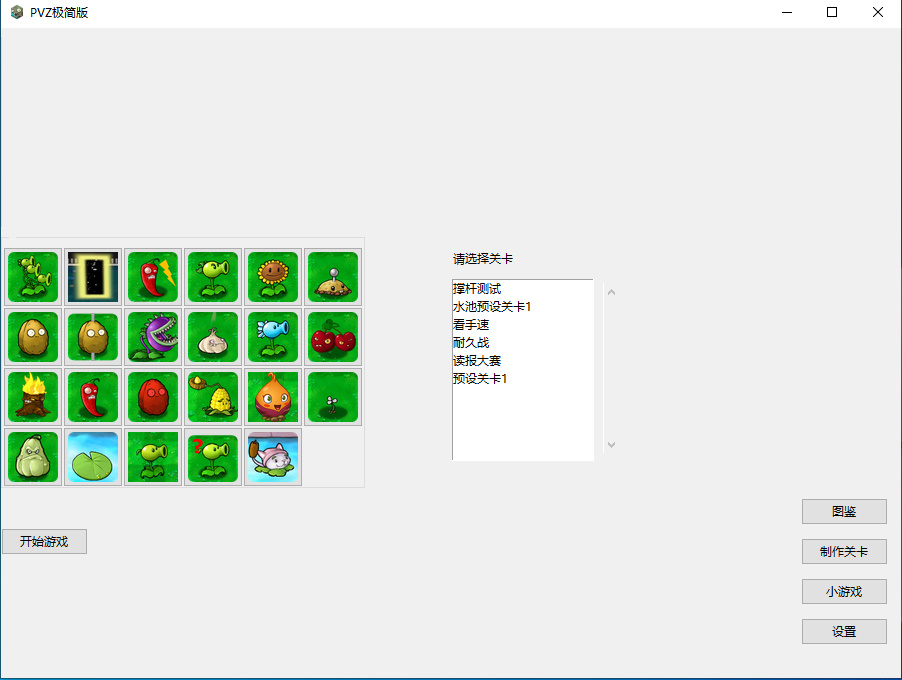 PVZ极简版
请选择关卡
撑杆测试
水池预设关卡1
看手速
耐久战
读报大赛
预设关卡1
?
图鉴
开始游戏
制作关卡
小游戏
设置